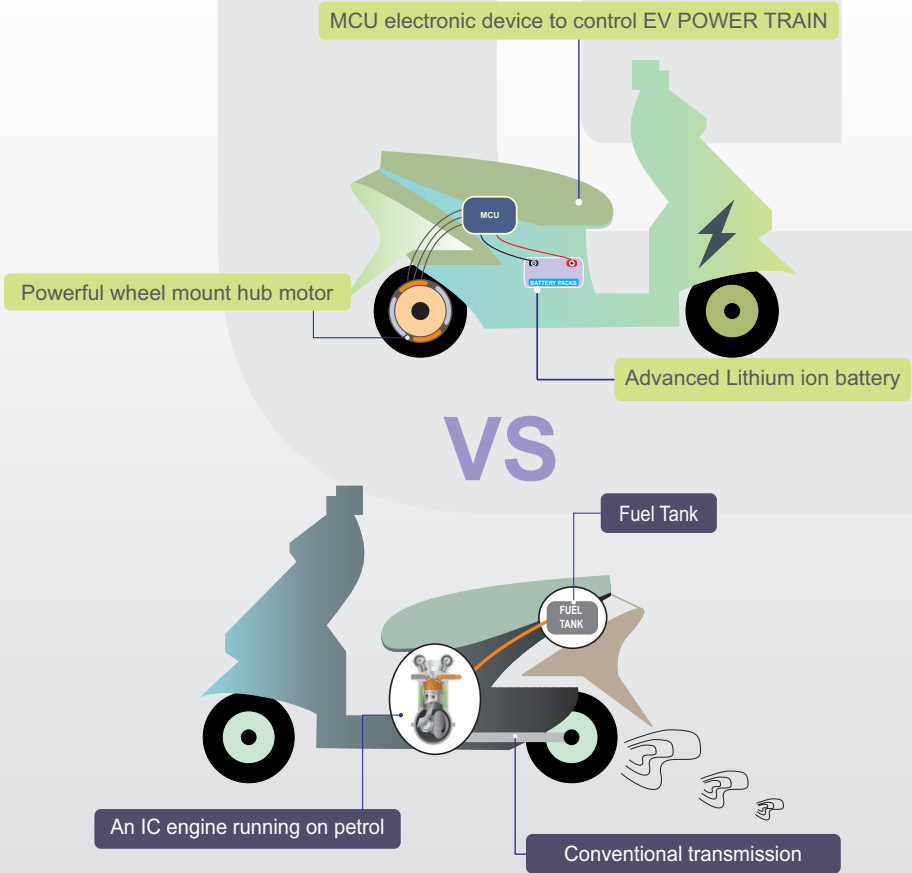 MCU electronic device to control EV POWER TRAIN
MCU
BATTERY PACKS
Powerful wheel mount hub motor
Advanced Lithium ion battery
VS
Fuel Tank
FUEL
TANK
An IC engine running on petrol
Conventional transmission